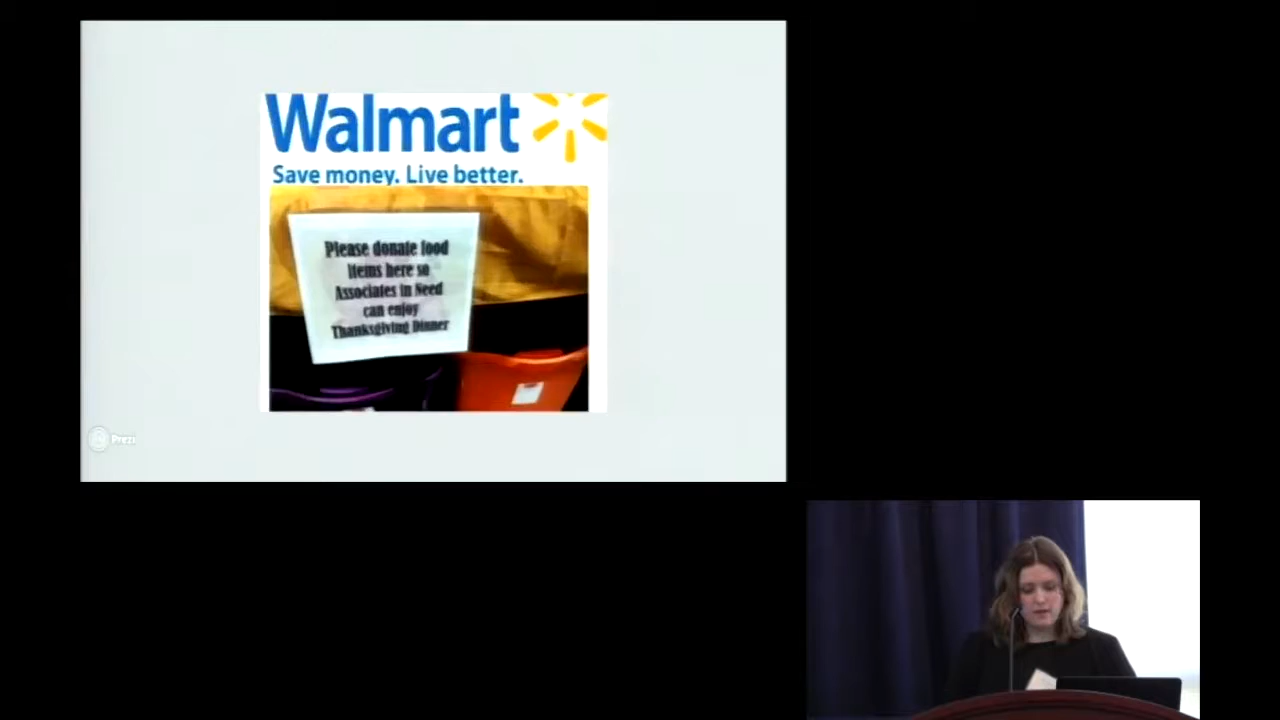 Walmart
Save money. Live better.
Please donate food
items here so
Associates in Need
can enjoy
Thanksgiving Dinner
Prezi